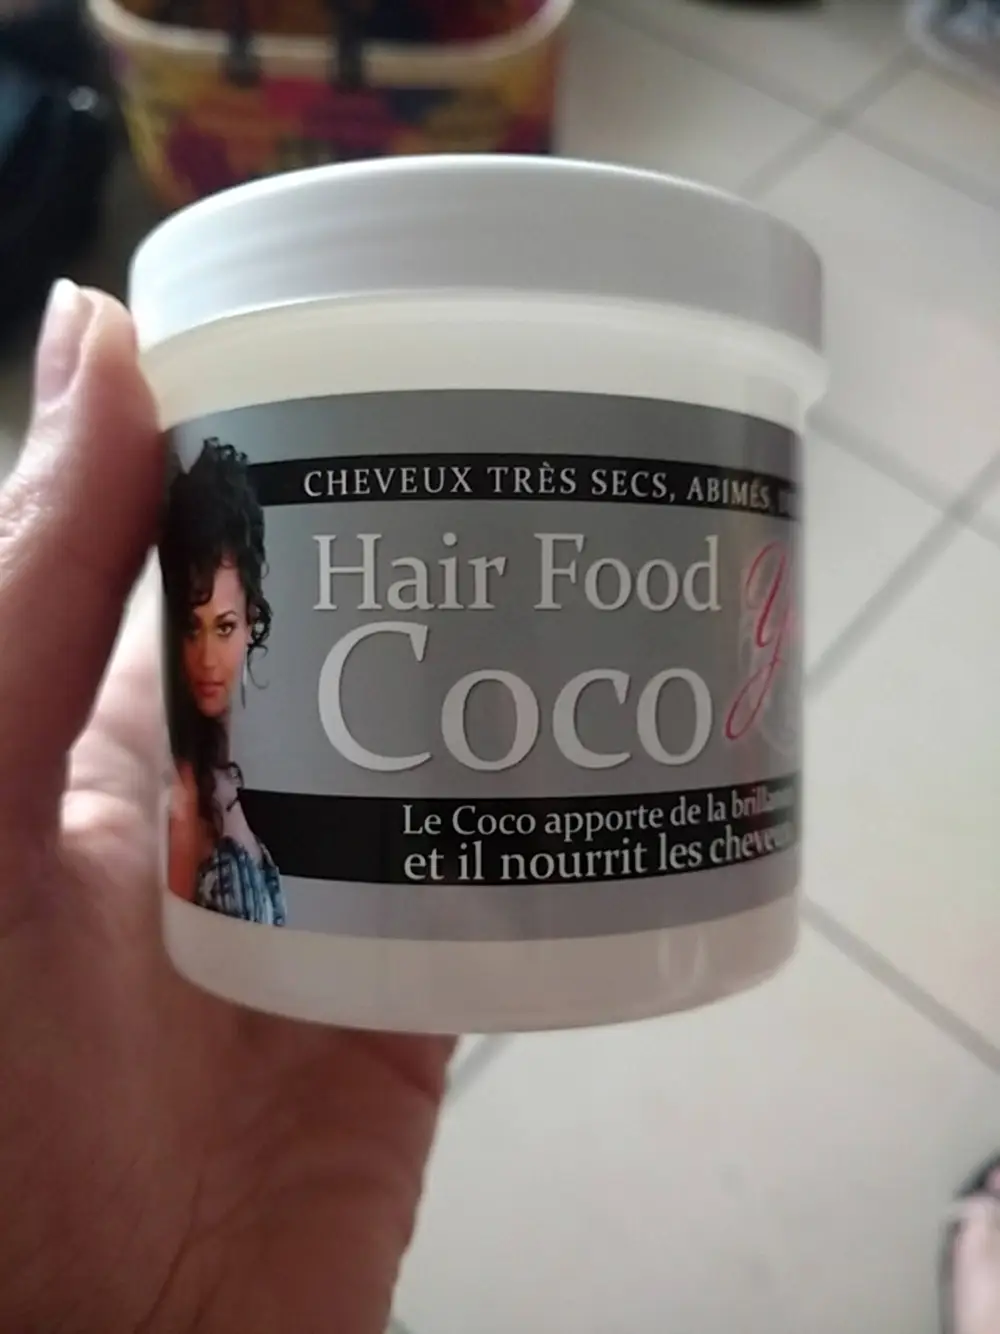 CHEVEUX TRÈS SECS, ABIMÉS,
Hair Food
Coco
Le Coco apporte de la
et il nourrit les